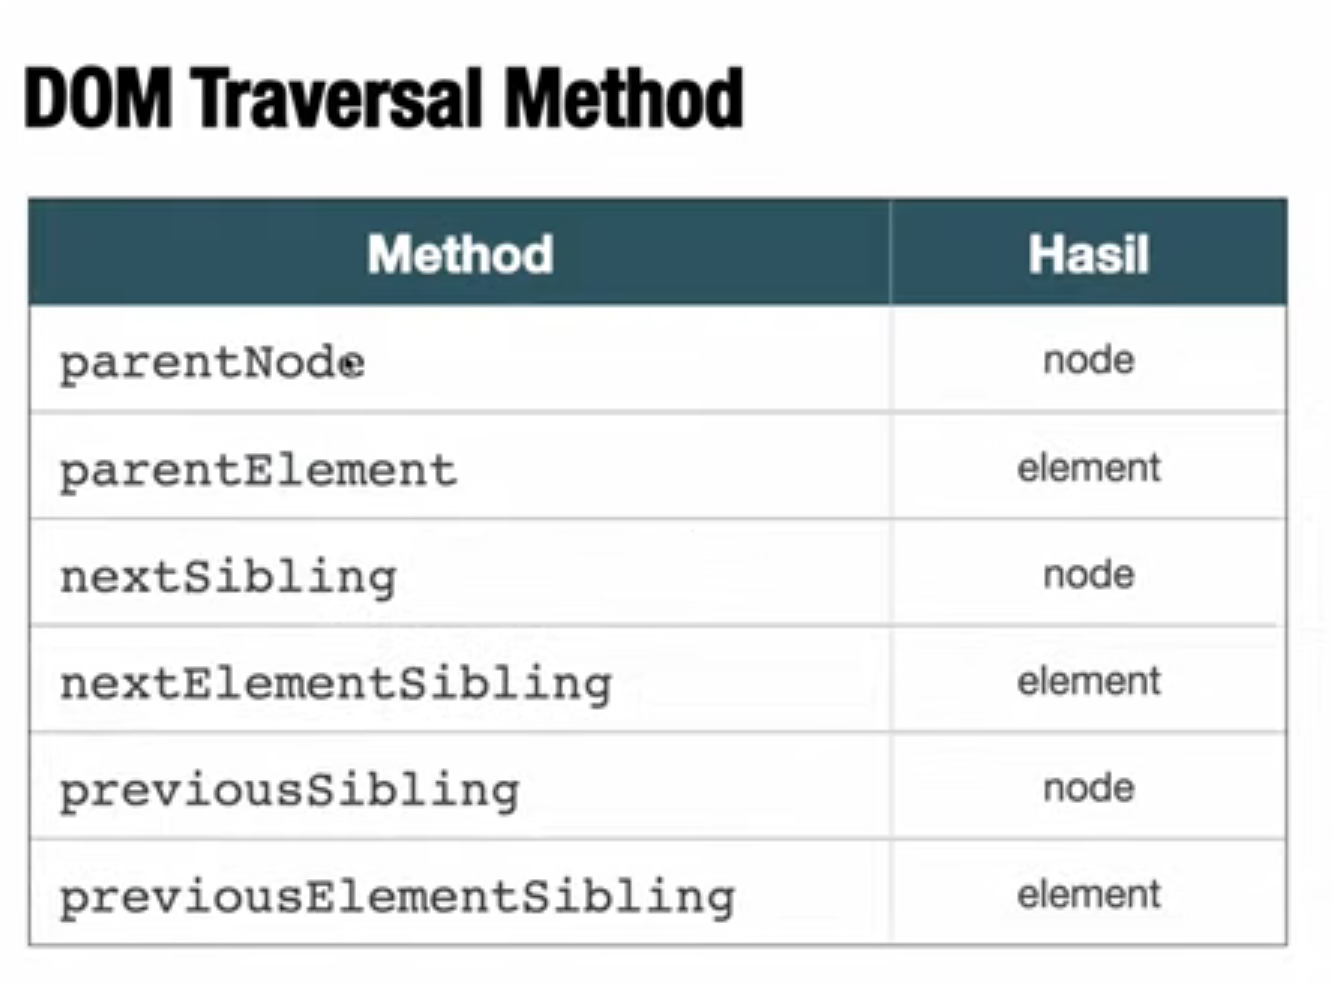 DOM Traversal Method
Method Hasil
parentNode node
parentElement element
nextSibling node
nextElementSibling element
previousSibling node
previousElementSibling element